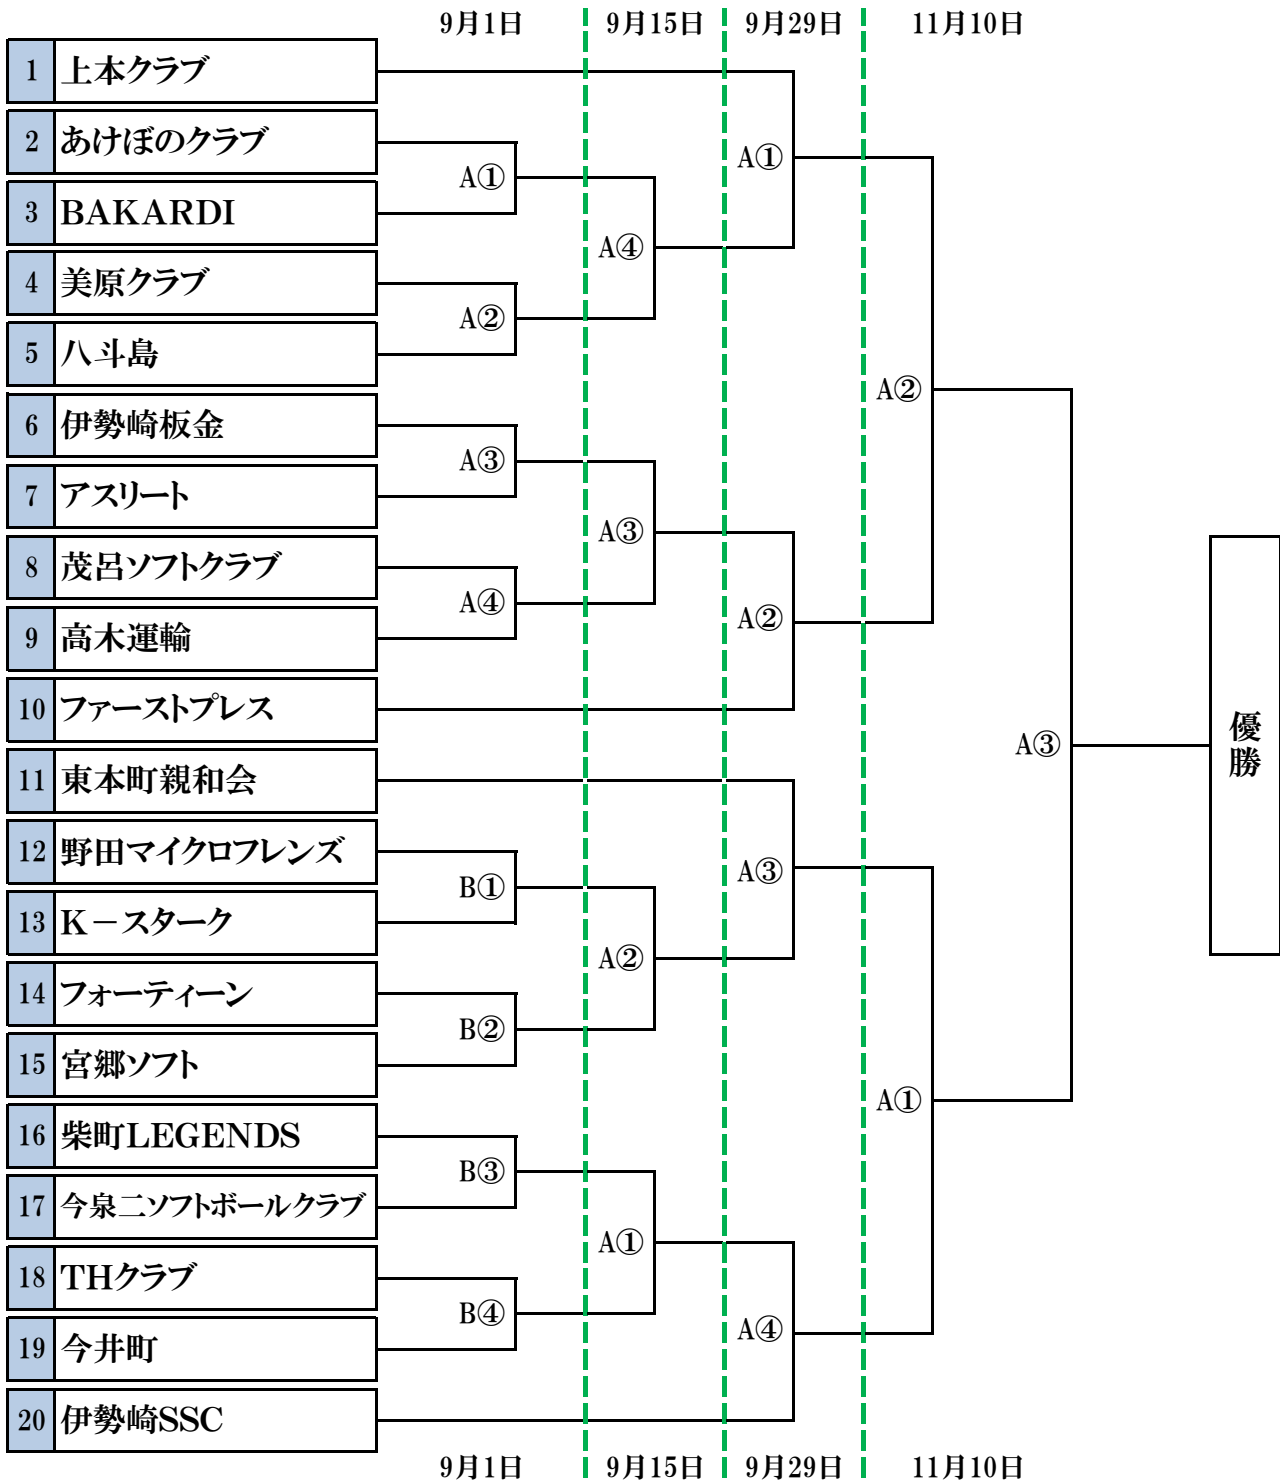 9月1日 9月15日 9月29日 11月10日
1 上本クラブ
2 あけぼのクラブ
A①
A①
3 BAKARDI
A④
4 美原クラブ
A②
5 八斗島
A②
6 伊勢崎板金
A③
7 アスリート
A③
8 茂呂ソフトクラブ
A④
A②
9 高木運輸
10 ファーストプレス
優勝
A③
11 東本町親和会
12 野田マイクロフレンズ
A③
B①
13 K－スターク
A②
14 フォーティーン
B②
15 宮郷ソフト
A①
16 柴町LEGENDS
B③
17 今泉二ソフトボールクラブ
A①
18 THクラブ
B④
A④
19 今井町
20 伊勢崎SSC
9月1日 9月15日 9月29日 11月10日